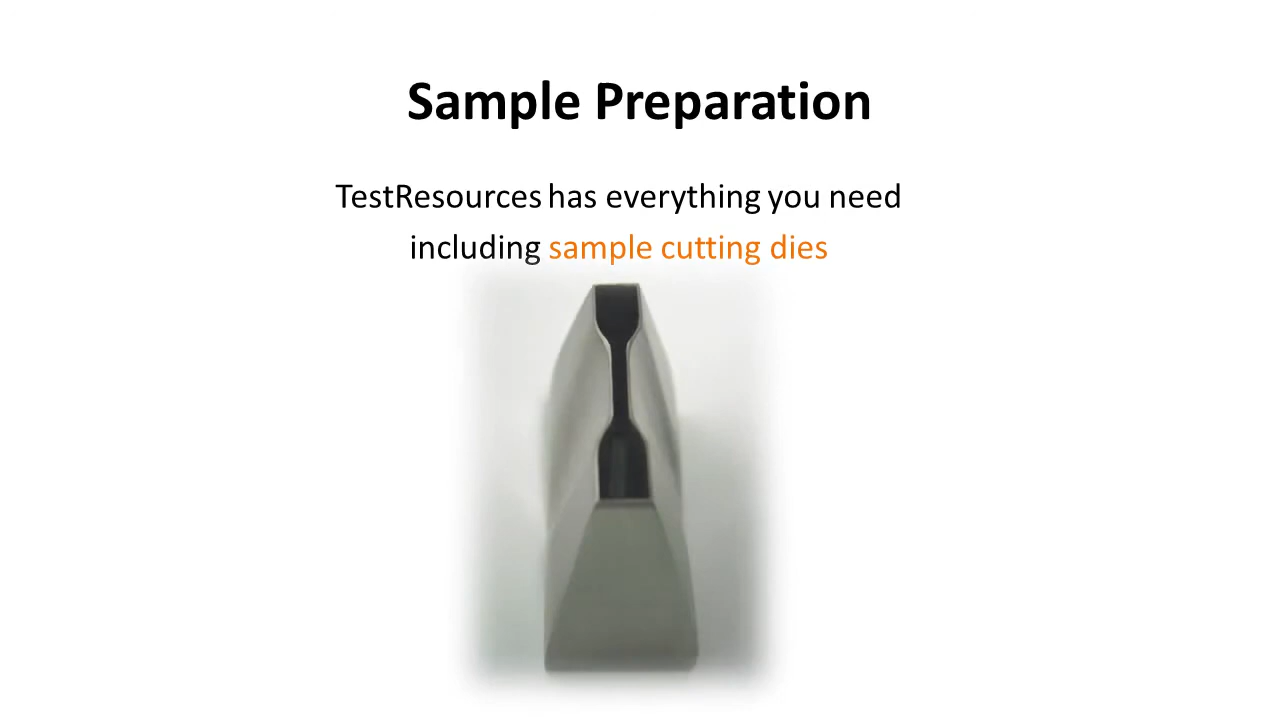 Sample Preparation
TestResources has everything you need
including sample cutting dies